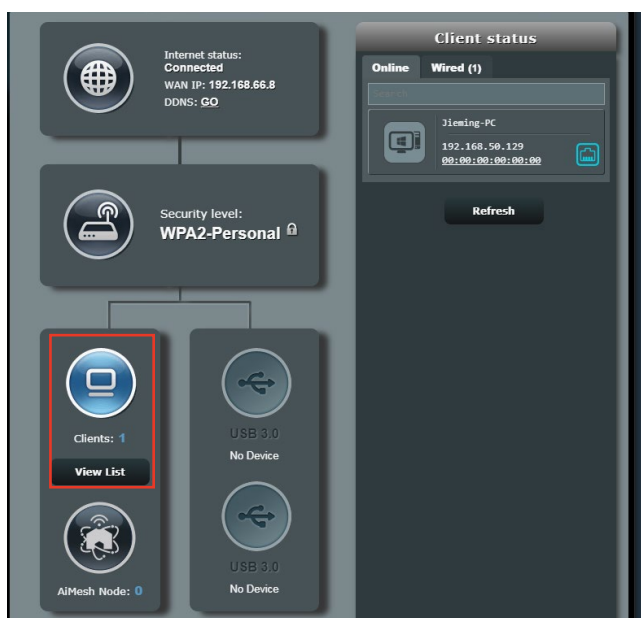 Internet status:
Connected
WAN IP: 192.168.66.8
DDNS: GO
Security level:
WPA2-Personal
Clients: 1
View List
AiMesh Node: 0
USB 3.0
No Device
USB 3.0
No Device
Client status
Online Wired (1)
Search
Jieming-PC
192.168.50.129
00:00:00:00:00:00
Refresh